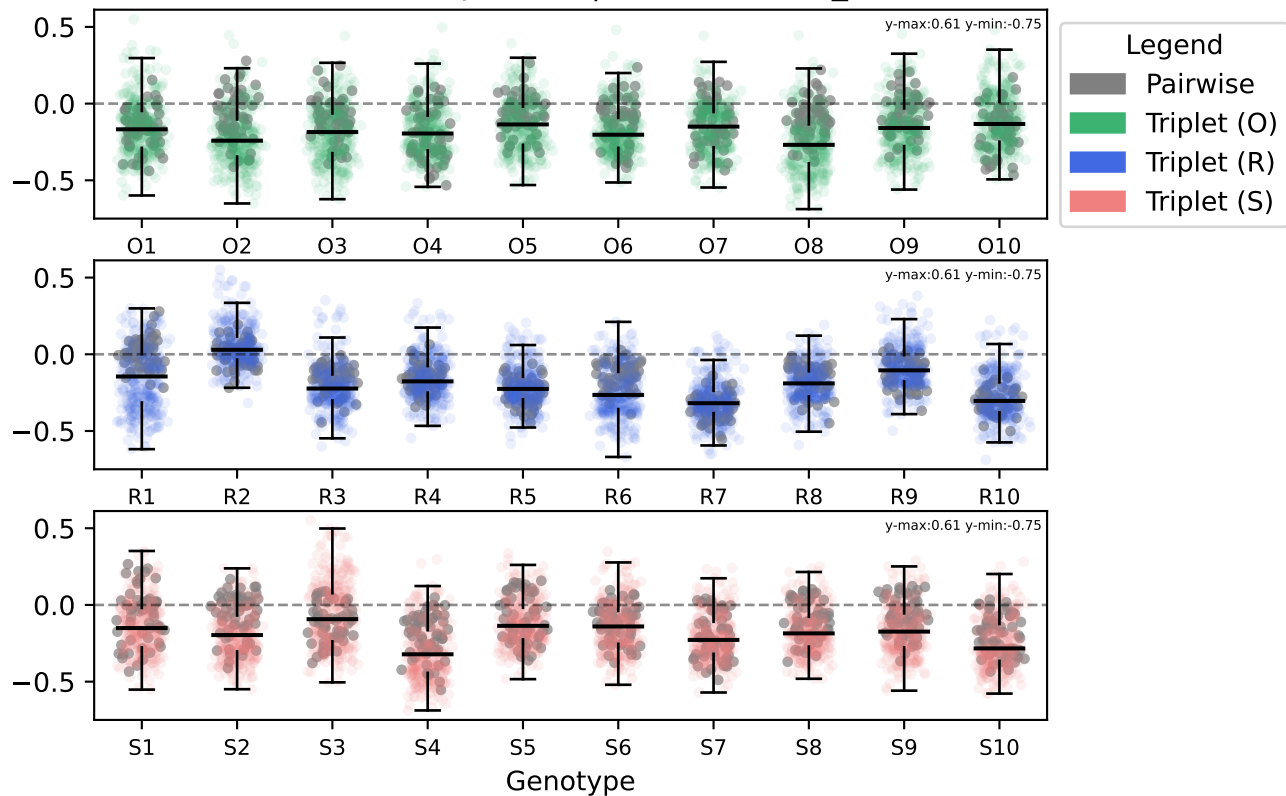 y-max:0.61 y-min:-0.75
0.5
0.0
−0.5
O1 O2 O3 O4 O5 O6 O7 O8 O9 O10
Legend
Pairwise
Triplet (O)
Triplet (R)
Triplet (S)
y-max:0.61 y-min:-0.75
0.5
0.0
−0.5
R1 R2 R3 R4 R5 R6 R7 R8 R9 R10
y-max:0.61 y-min:-0.75
0.5
0.0
−0.5
S1 S2 S3 S4 S5 S6 S7 S8 S9 S10
Genotype